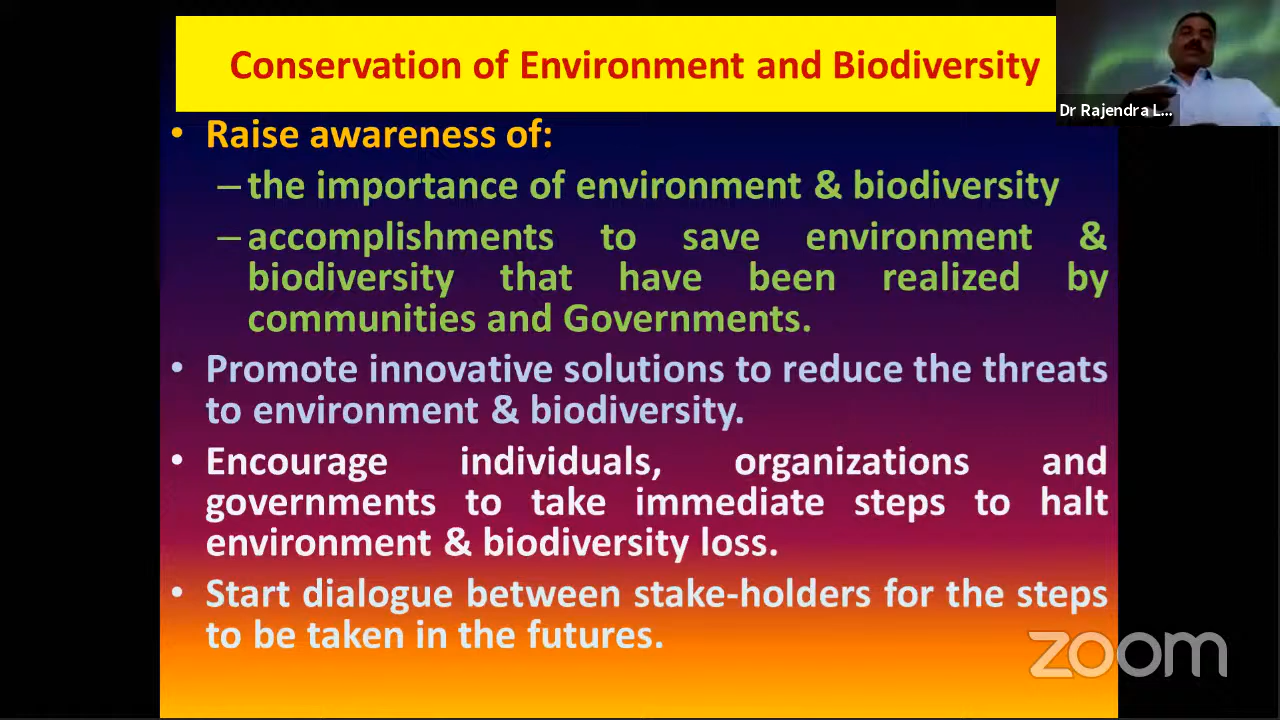 Conservation of Environment and Biodiversity
Dr Rajendra L...
• Raise awareness of:
– the importance of environment & biodiversity
– accomplishments to save environment &
biodiversity that have been realized by
communities and Governments.
• Promote innovative solutions to reduce the threats
to environment & biodiversity.
• Encourage individuals, organizations and
governments to take immediate steps to halt
environment & biodiversity loss.
• Start dialogue between stake-holders for the steps
to be taken in the futures.
zoom